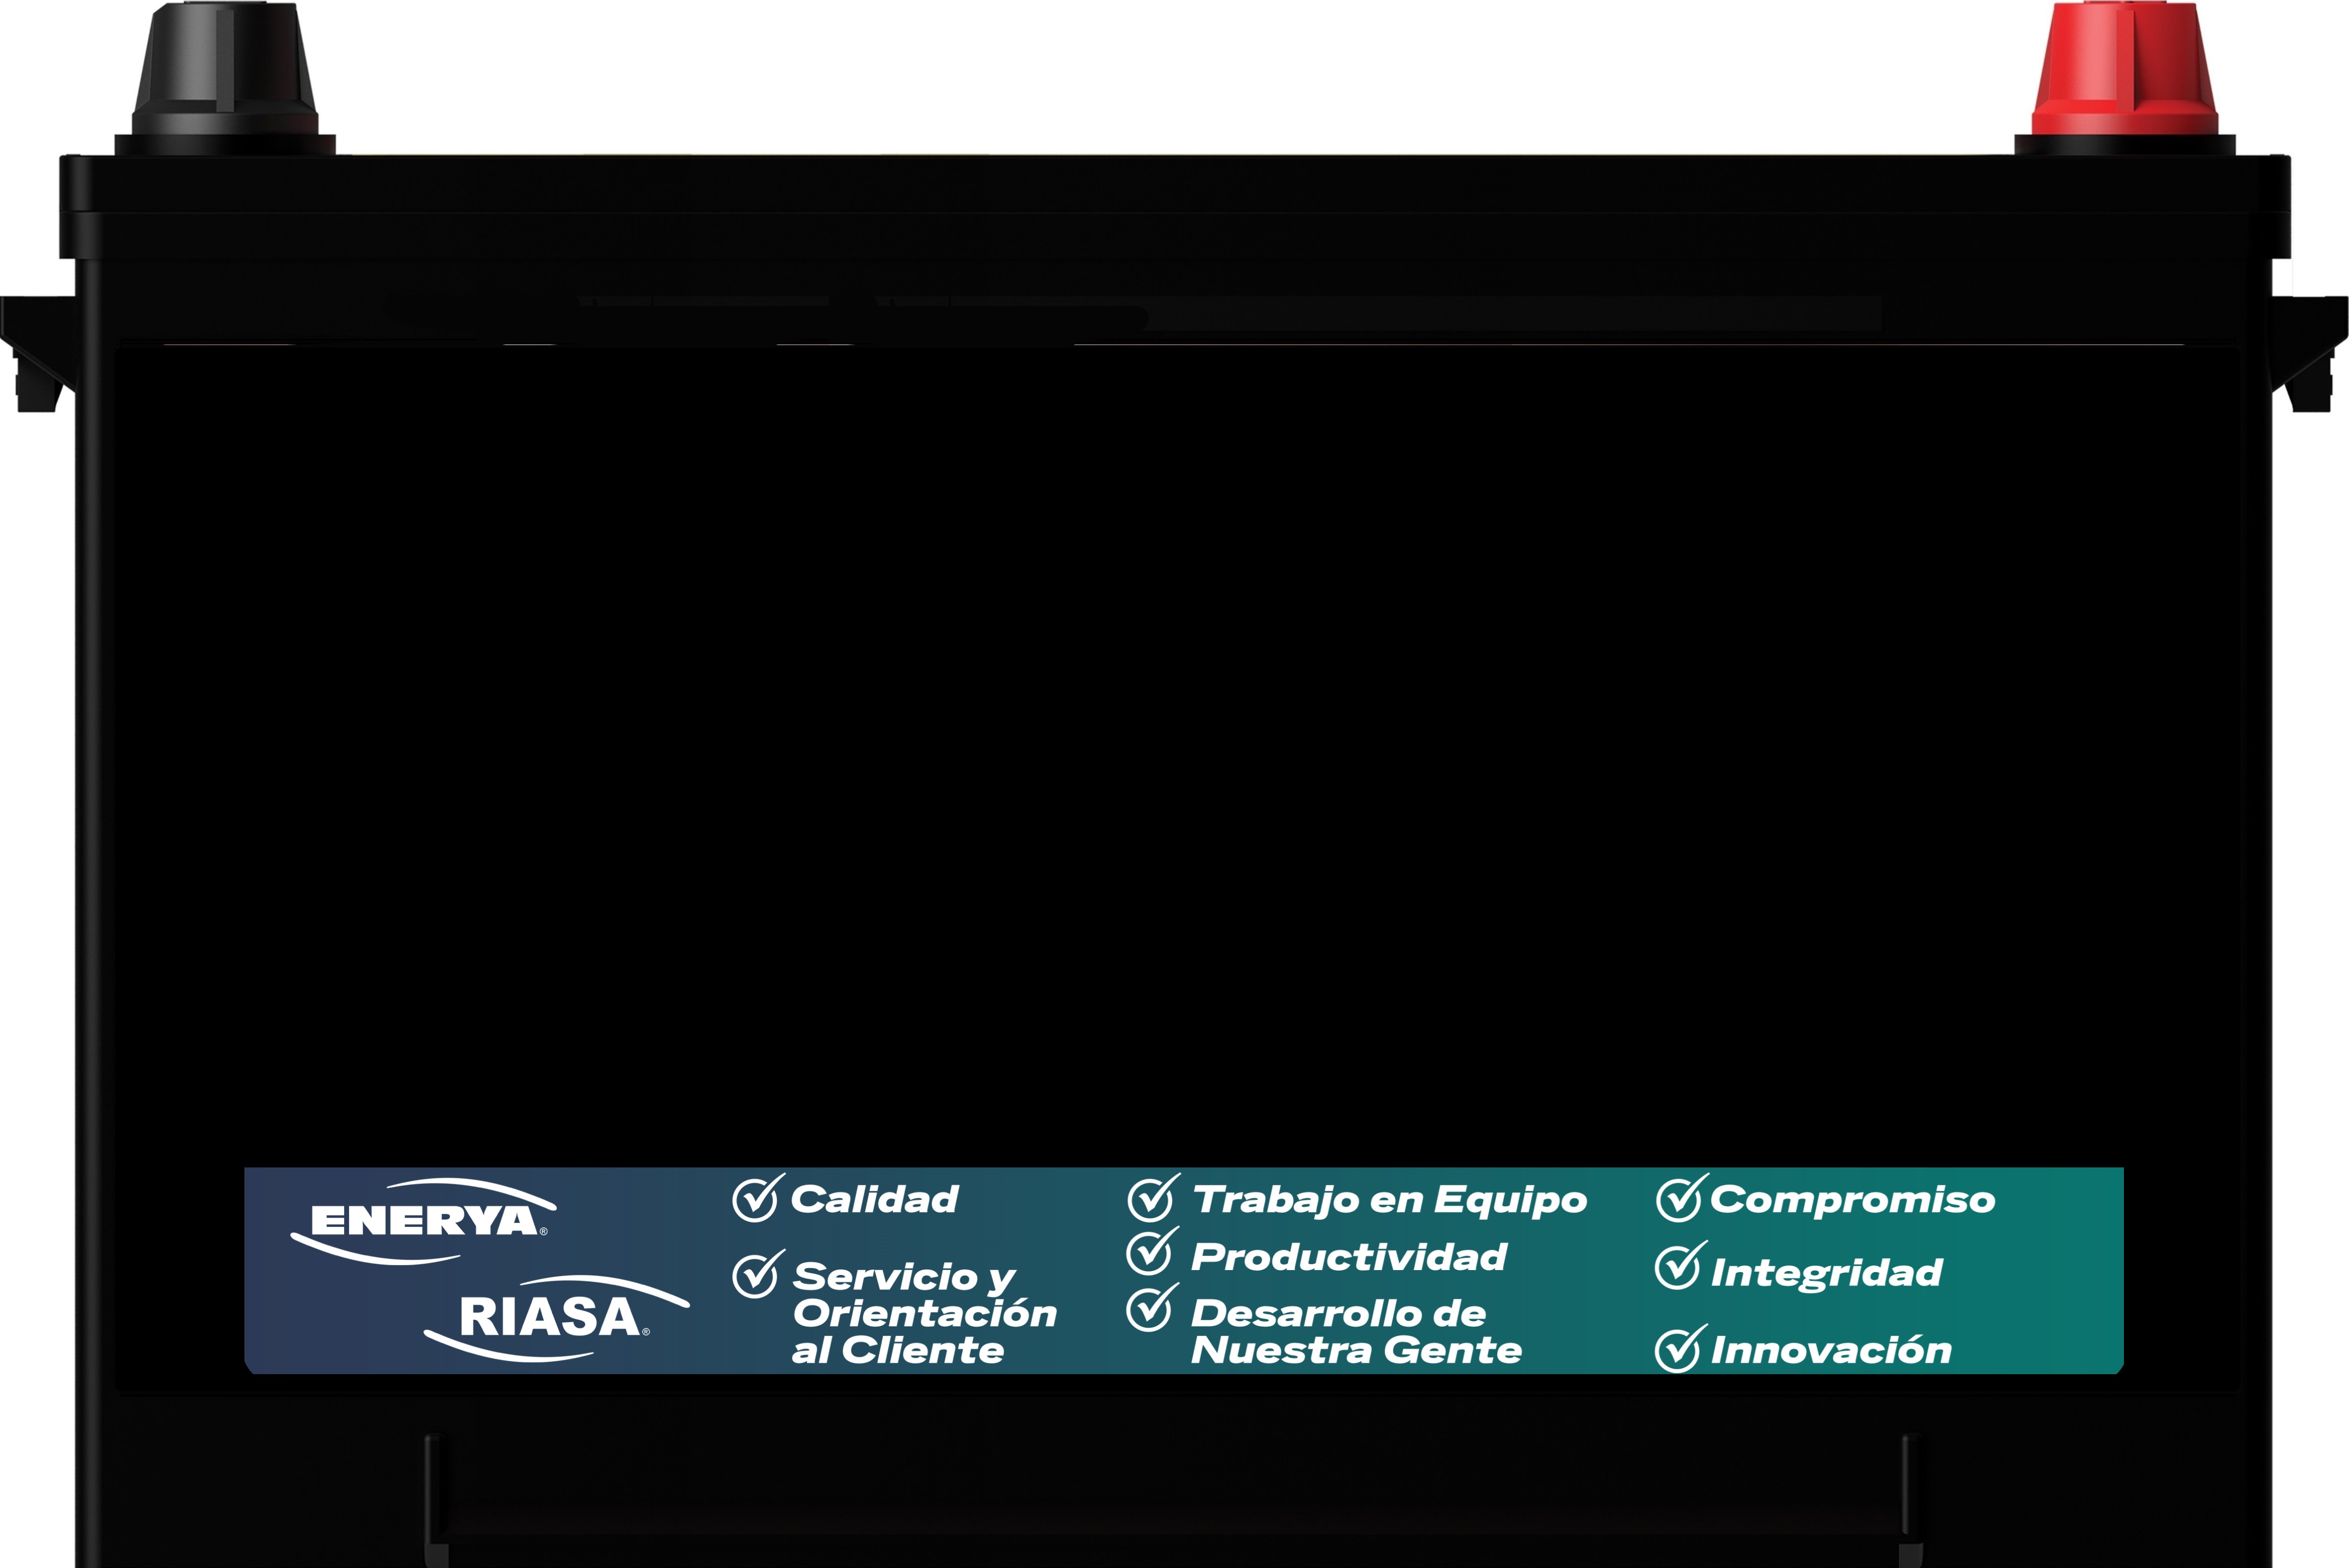 ENERYA®
RIASA®
Calidad
Servicio y
Orientación
al Cliente
Trabajo en Equipo
Productividad
Desarrollo de
Nuestra Gente
Compromiso
Integridad
Innovación